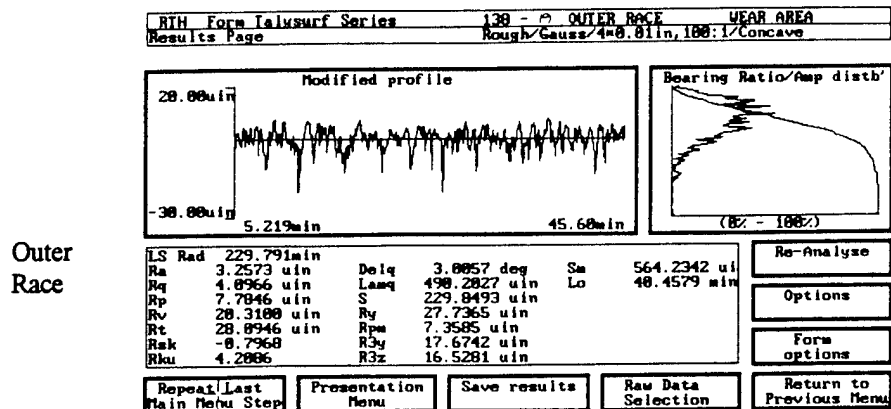 RTH Form Talysurf Series 130 - A OUTER RACE WEAR AREA
Results Page Rough/Gauss/4*0.01in,100:1/Concave
Modified profile
20.00uin
-30.00uin
5.219min 45.60min
Bearing Ratio/Amp distb'
(0% - 100%)
Outer
Race
LS Rad 229.791min
Ra 3.2573 uin Delq 3.0057 deg Sm 564.2342 ui
Rq 4.0966 uin Lamq 490.2027 uin Lo 40.4579 min
Rp 7.7846 uin S 229.8493 uin
Rv 20.3100 uin Ry 27.7365 uin
Rt 28.0946 uin Rpm 7.3585 uin
Rsk -0.7968 R3y 17.6742 uin
Rku 4.2086 R3z 16.5281 uin
Re-Analyse
Options
Form
options
Repeat Last
Main Menu Step
Presentation
Menu
Save results
Raw Data
Selection
Return to
Previous Menu